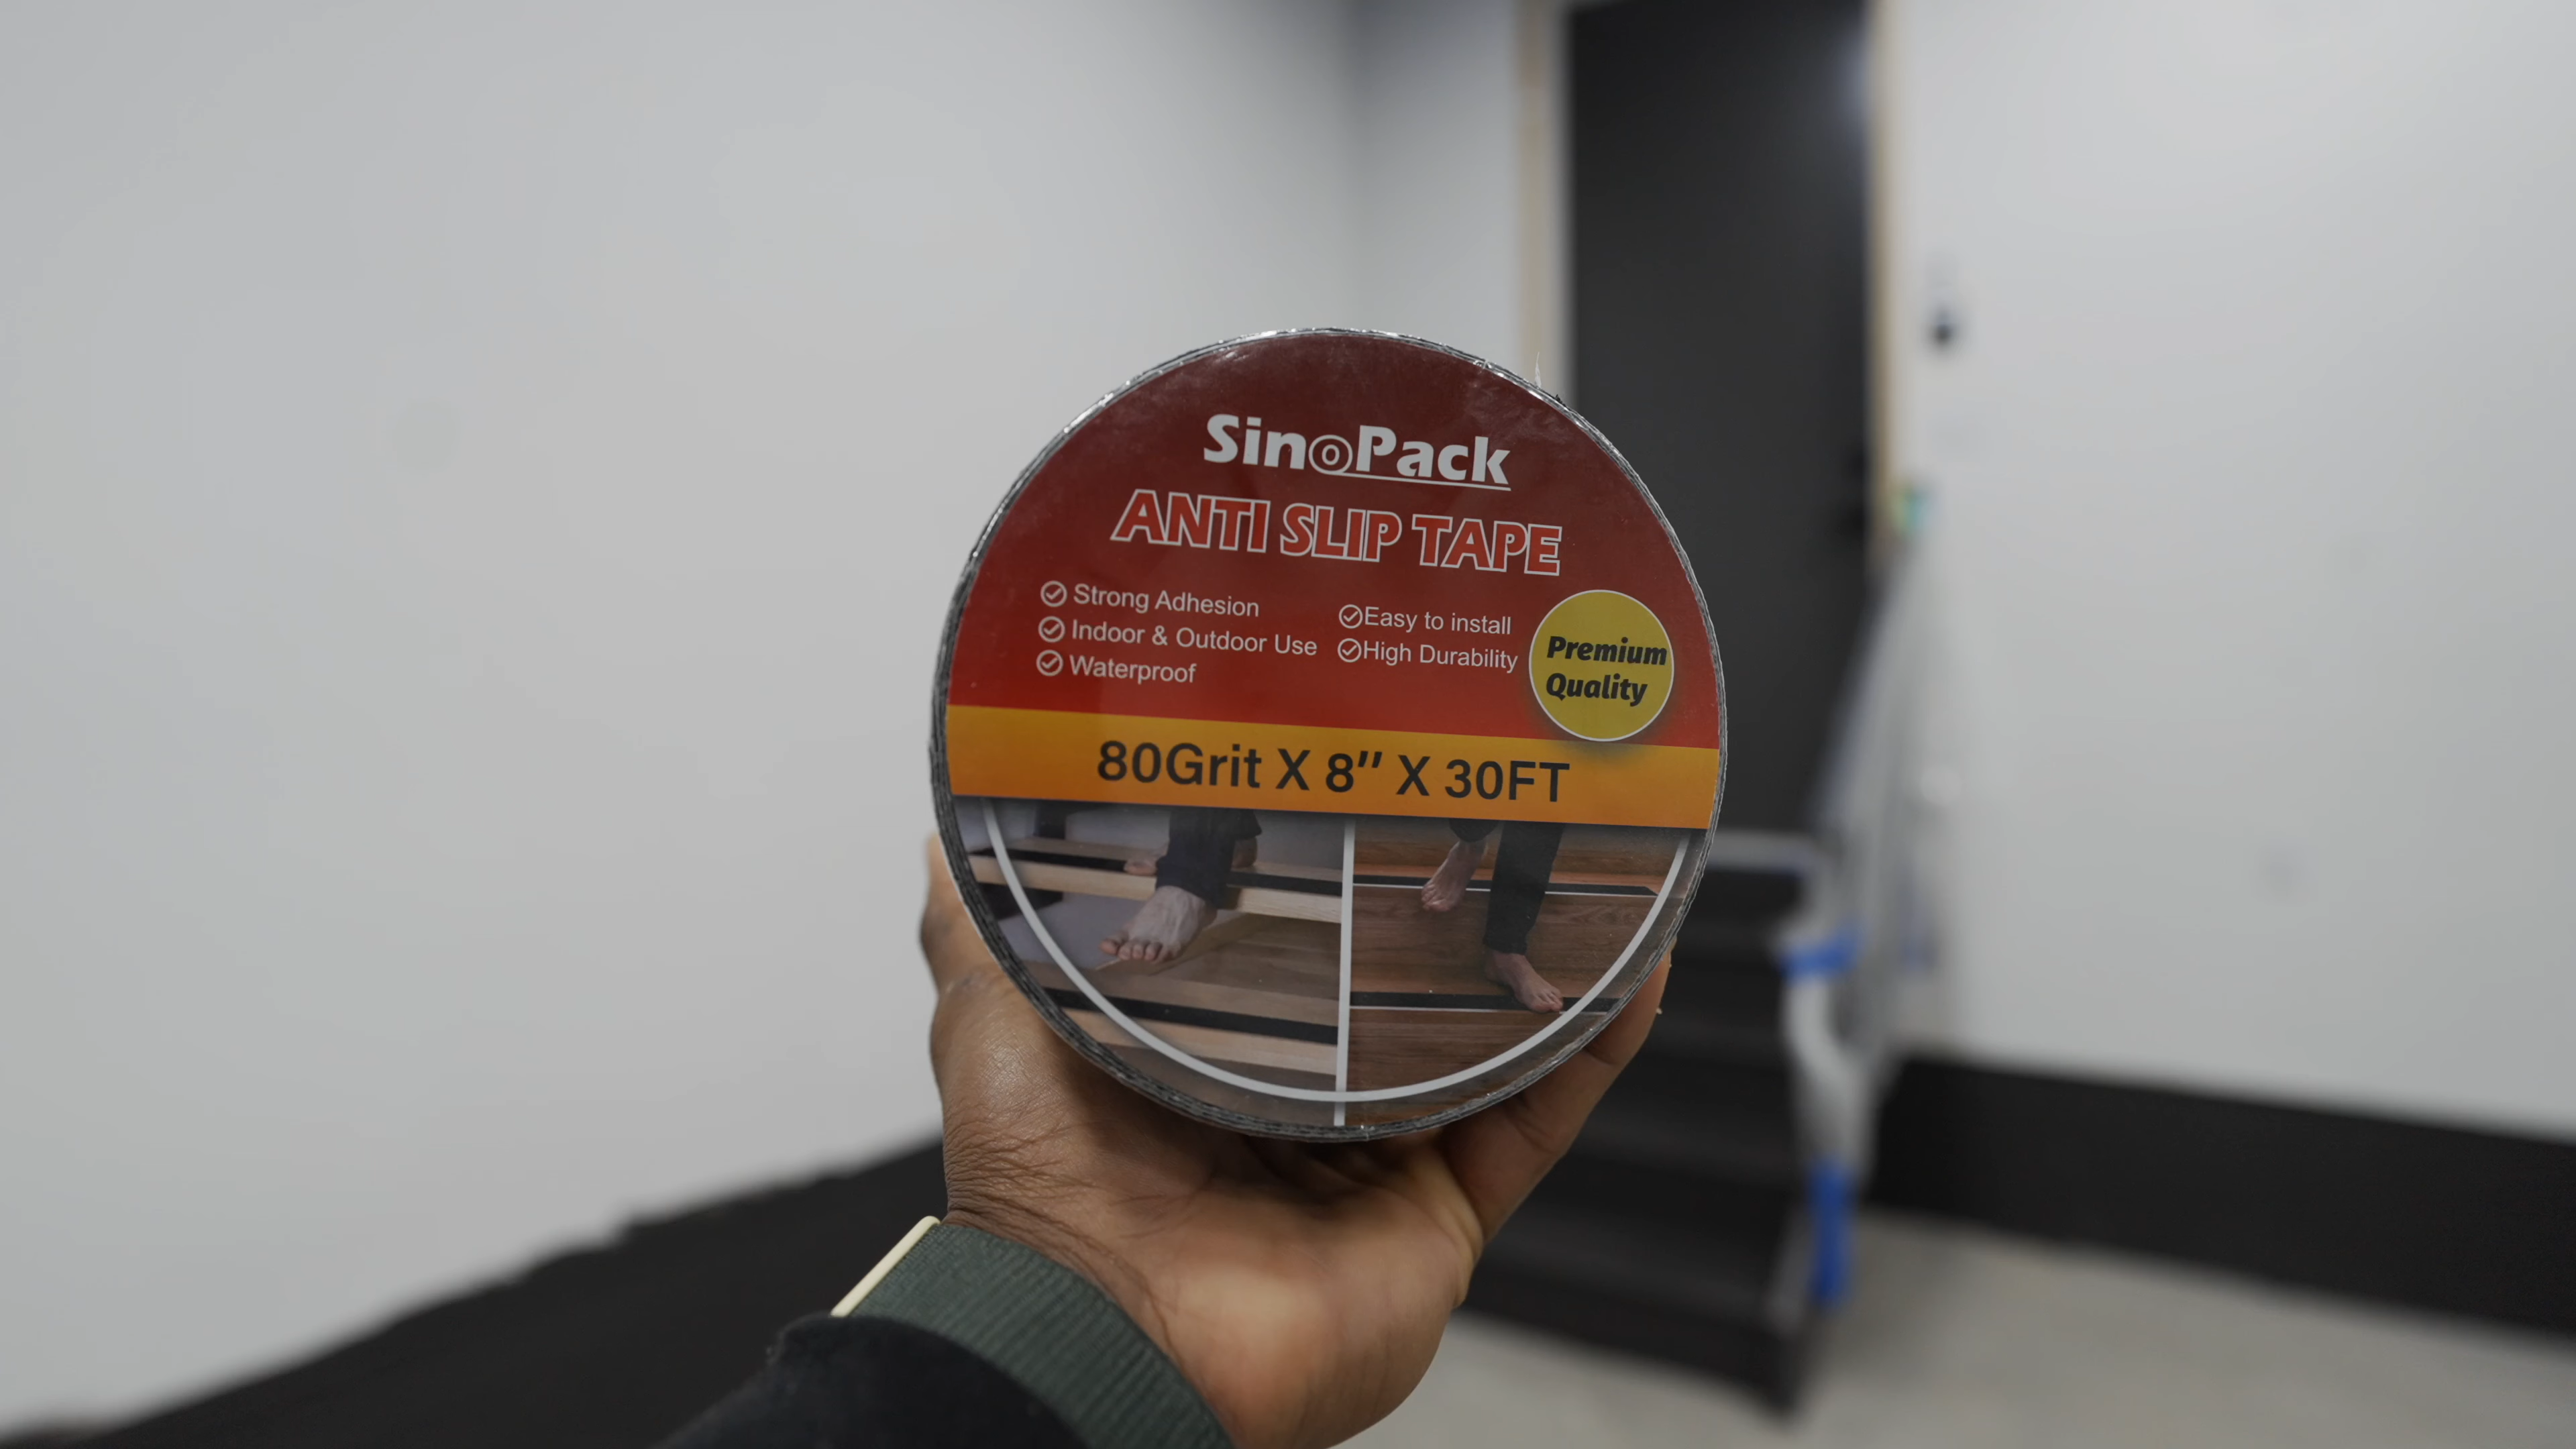 SinoPack
ANTI SLIP TAPE
Strong Adhesion
Indoor & Outdoor Use
Waterproof
Easy to install
High Durability
Premium
Quality
80Grit X 8" X 30FT